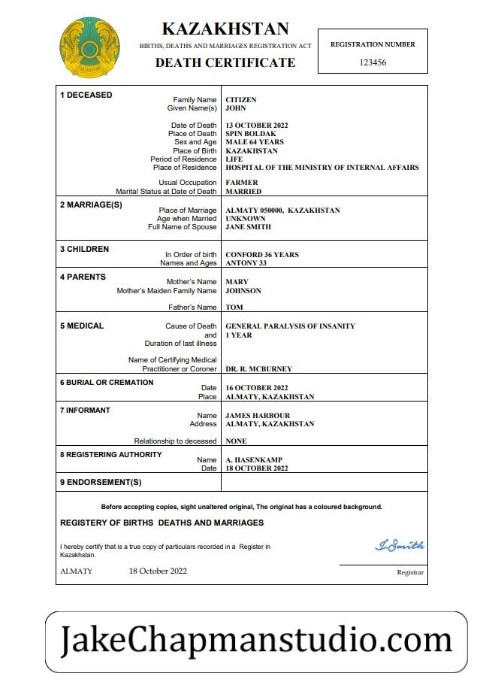 KAZAKHSTAN
BIRTHS, DEATHS AND MARRIAGES REGISTRATION ACT
DEATH CERTIFICATE
REGISTRATION NUMBER
123456
1 DECEASED
Family Name CITIZEN
Given Name(s) JOHN
Date of Death 13 OCTOBER 2022
Place of Death SPIN BOLDAK
Sex and Age MALE 64 YEARS
Place of Birth KAZAKHSTAN
Period of Residence LIFE
Place of Residence HOSPITAL OF THE MINISTRY OF INTERNAL AFFAIRS
Usual Occupation FARMER
Marital Status at Date of Death MARRIED
2 MARRIAGE(S)
Place of Marriage ALMATY 050000, KAZAKHSTAN
Age when Married UNKNOWN
Full Name of Spouse JANE SMITH
3 CHILDREN
In Order of birth CONFORD 36 YEARS
Names and Ages ANTONY 33
4 PARENTS
Mother's Name MARY
Mother's Maiden Family Name JOHNSON
Father's Name TOM
5 MEDICAL
Cause of Death GENERAL PARALYSIS OF INSANITY
and 1 YEAR
Duration of last illness
Name of Certifying Medical
Practitioner or Coroner DR. R. MCBURNEY
6 BURIAL OR CREMATION
Date 16 OCTOBER 2022
Place ALMATY, KAZAKHSTAN
7 INFORMANT
Name JAMES HARBOUR
Address ALMATY, KAZAKHSTAN
Relationship to deceased NONE
8 REGISTERING AUTHORITY
Name A. HASENKAMP
Date 18 OCTOBER 2022
9 ENDORSEMENT(S)
Before accepting copies, sight unaltered original, The original has a coloured background.
REGISTERY OF BIRTHS DEATHS AND MARRIAGES
I hereby certify that is a true copy of particulars recorded in a Register in
Kazakhstan.
J.Smith
ALMATY 18 October 2022
Registrar
JakeChapmanstudio.com